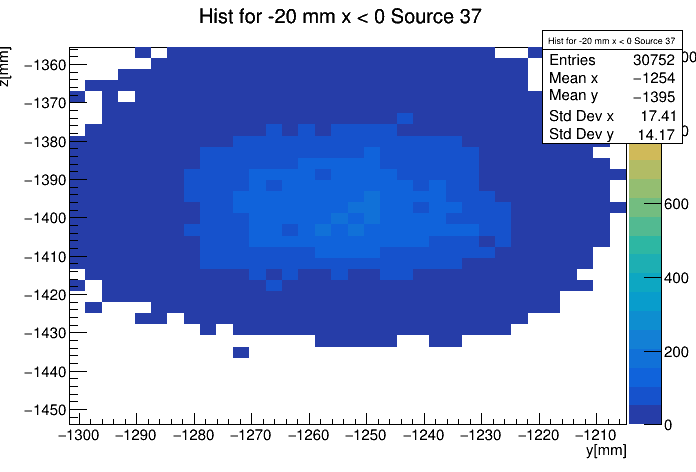 Hist for -20 mm x < 0 Source 37
Hist for -20 mm x < 0 Source 37
Entries 30752
Mean x −1254
Mean y −1395
Std Dev x 17.41
Std Dev y 14.17
z[mm]
−1360
−1370
−1380
−1390
−1400
−1410
−1420
−1430
−1440
−1450
600
400
200
0
−1300 −1290 −1280 −1270 −1260 −1250 −1240 −1230 −1220 −1210
y[mm]